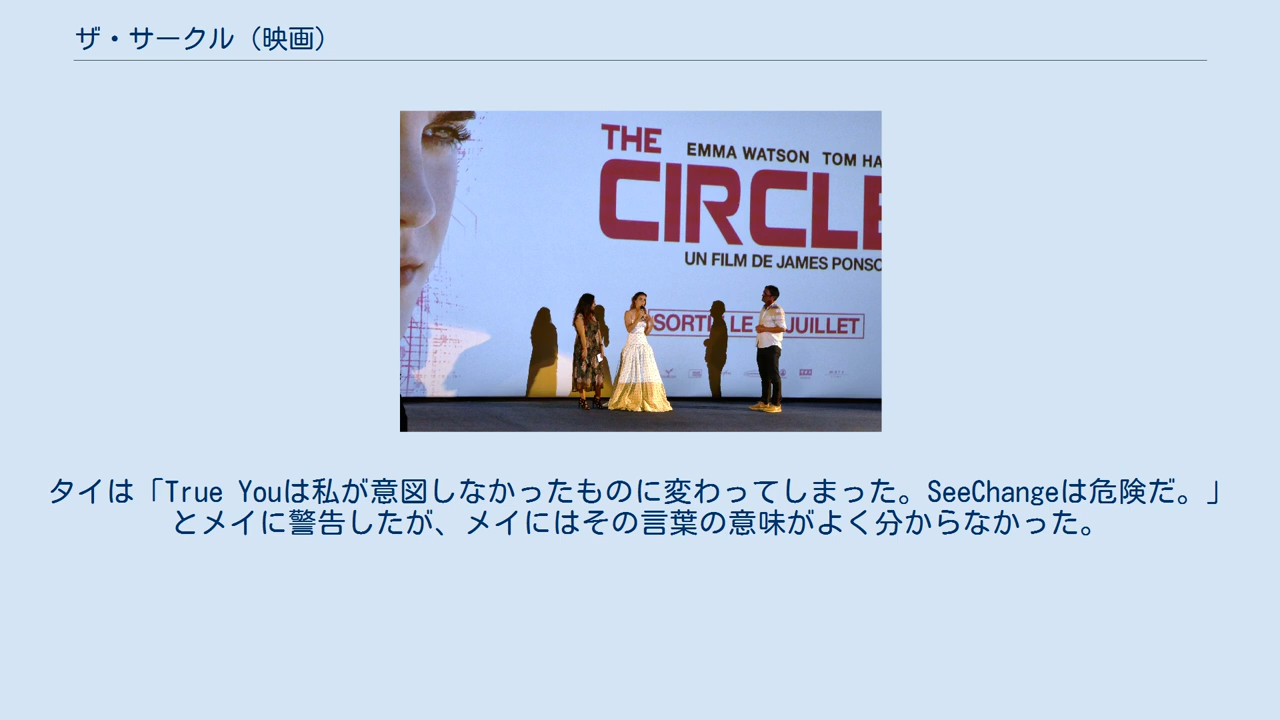 ザ・サークル（映画）
THE
EMMA WATSON TOM HA
CIRCLE
UN FILM DE JAMES PONSO
SORTIE LE JUILLET
タイは「True Youは私が意図しなかったものに変わってしまった。SeeChangeは危険だ。」
とメイに警告したが、メイにはその言葉の意味がよく分からなかった。